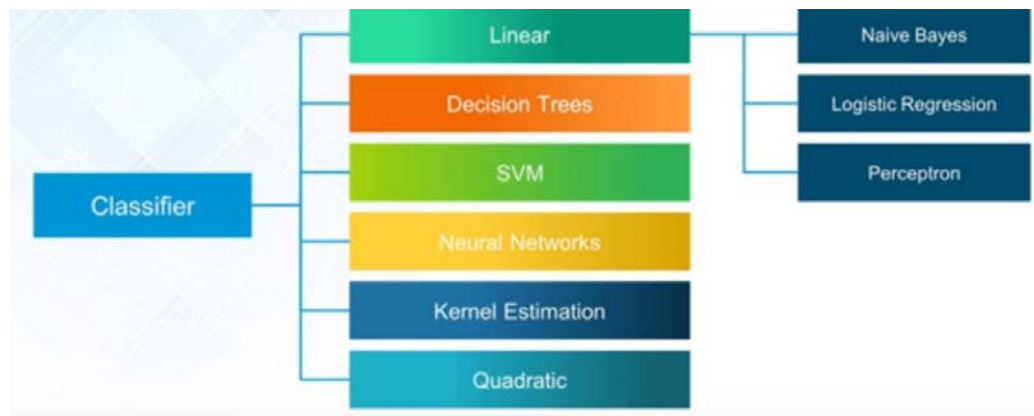 Classifier
Linear
Decision Trees
SVM
Neural Networks
Kernel Estimation
Quadratic
Naive Bayes
Logistic Regression
Perceptron